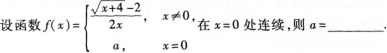 设函数 f(x) = { (√(x+4) -2)/(2x), x≠0, 在 x=0 处连续,则 a=________.
a, x=0